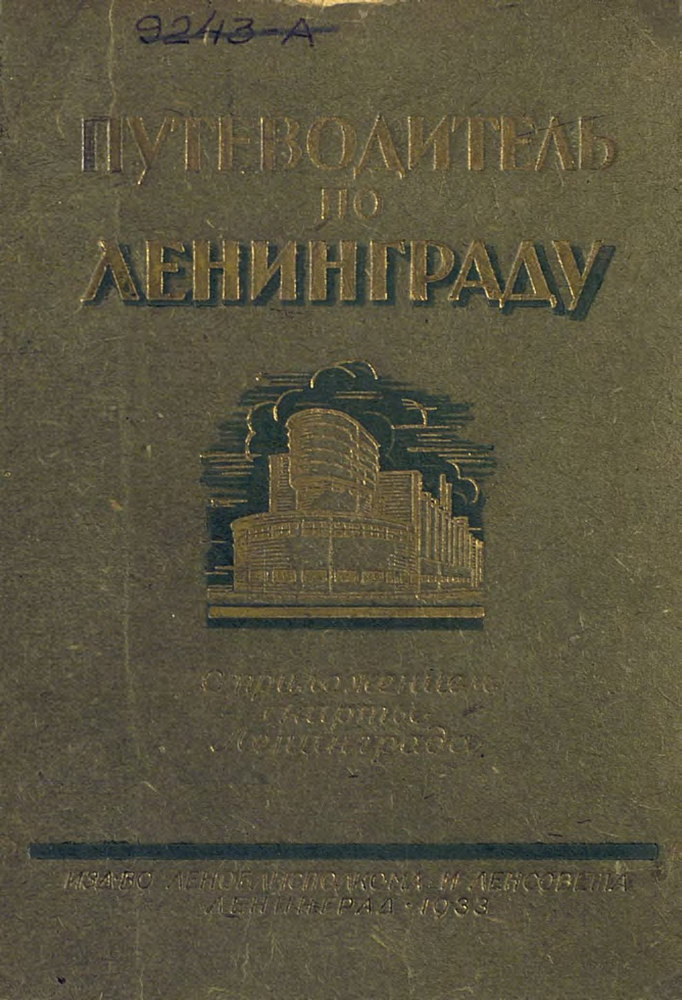 9243-А
ПУТЕВОДИТЕЛЬ
ПО
ЛЕНИНГРАДУ
С приложением
карты
Ленинграда
ИЗД-ВО ЛЕНОБЛИСПОЛКОМА И ЛЕНСОВЕТА
ЛЕНИНГРАД • 1933